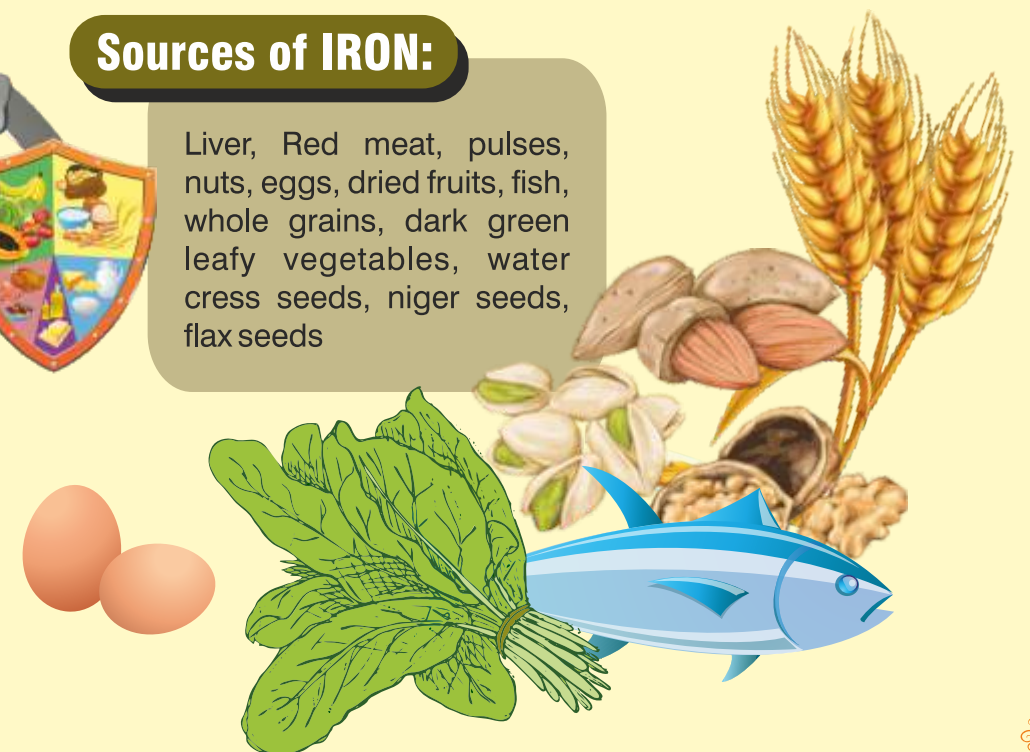 Sources of IRON:
Liver, Red meat, pulses,
nuts, eggs, dried fruits, fish,
whole grains, dark green
leafy vegetables, water
cress seeds, niger seeds,
flax seeds